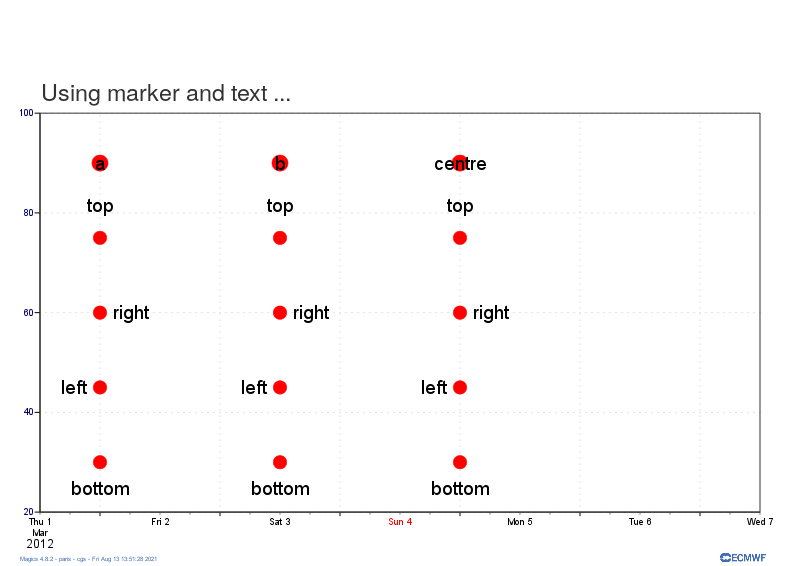 Using marker and text ...
100
a b centre
top top top
80
60 right right right
left left left
40
bottom bottom bottom
20
Thu 1 Fri 2 Sat 3 Sun 4 Mon 5 Tue 6 Wed 7
Mar
2012
Magics 4.8.2 - paris - cgs - Fri Aug 13 13:51:28 2021
ECMWF